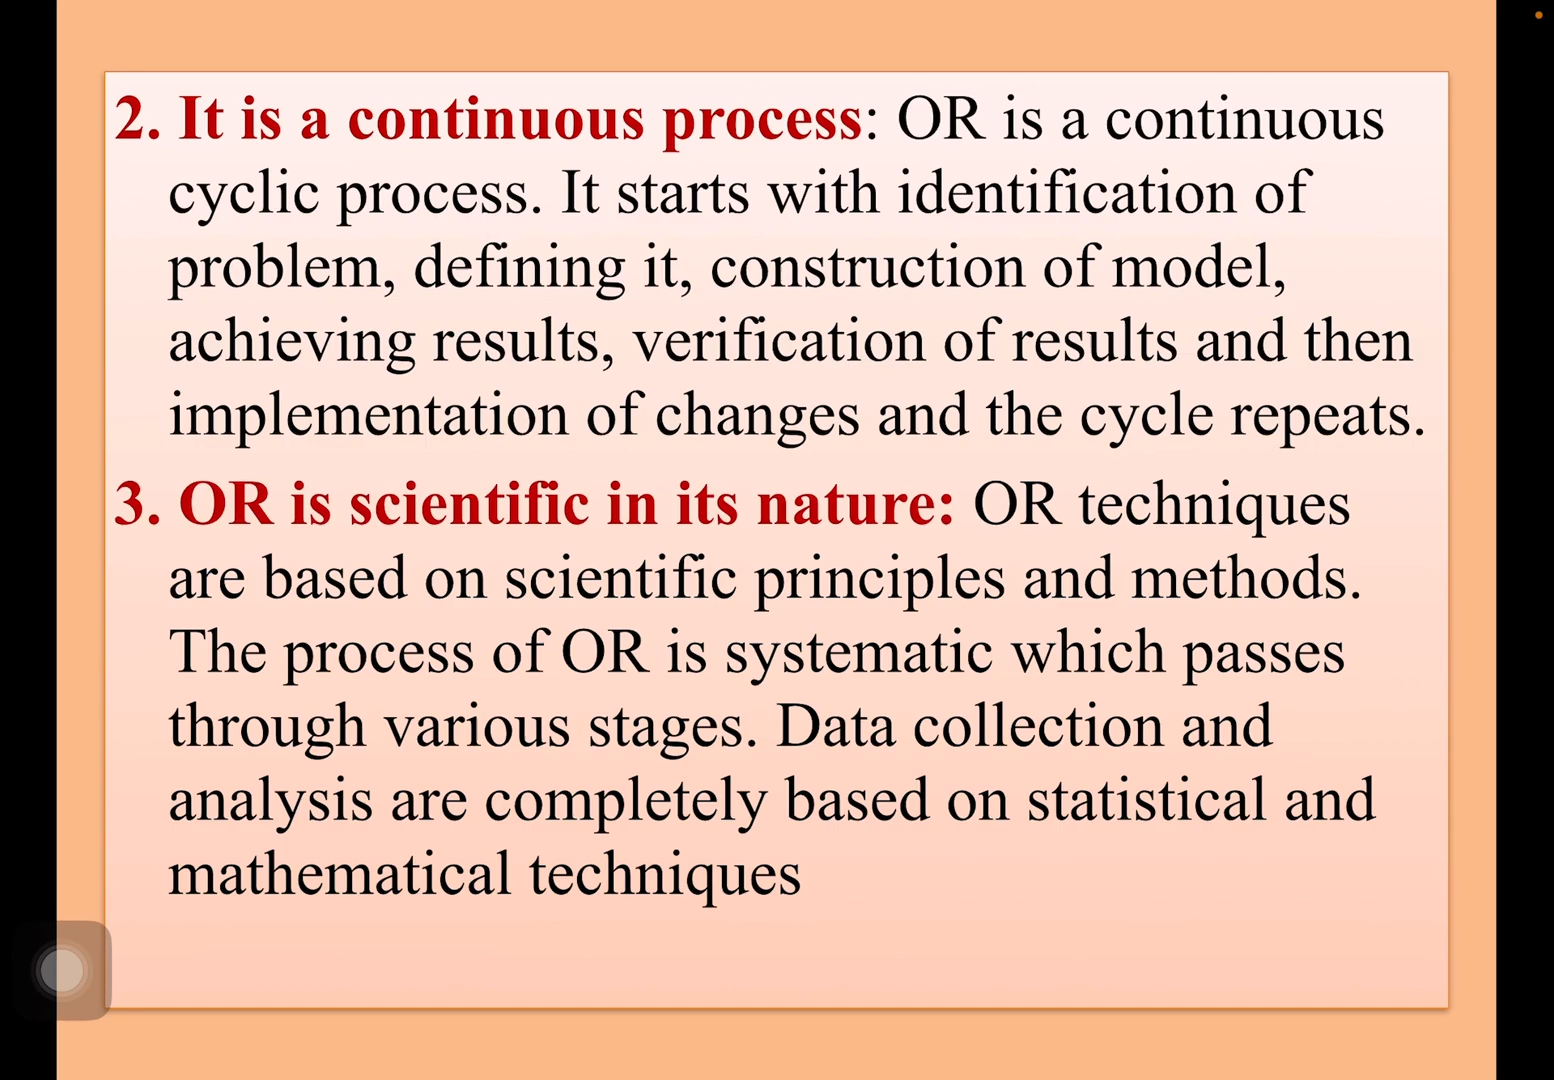 2. It is a continuous process: OR is a continuous
cyclic process. It starts with identification of
problem, defining it, construction of model,
achieving results, verification of results and then
implementation of changes and the cycle repeats.
3. OR is scientific in its nature: OR techniques
are based on scientific principles and methods.
The process of OR is systematic which passes
through various stages. Data collection and
analysis are completely based on statistical and
mathematical techniques